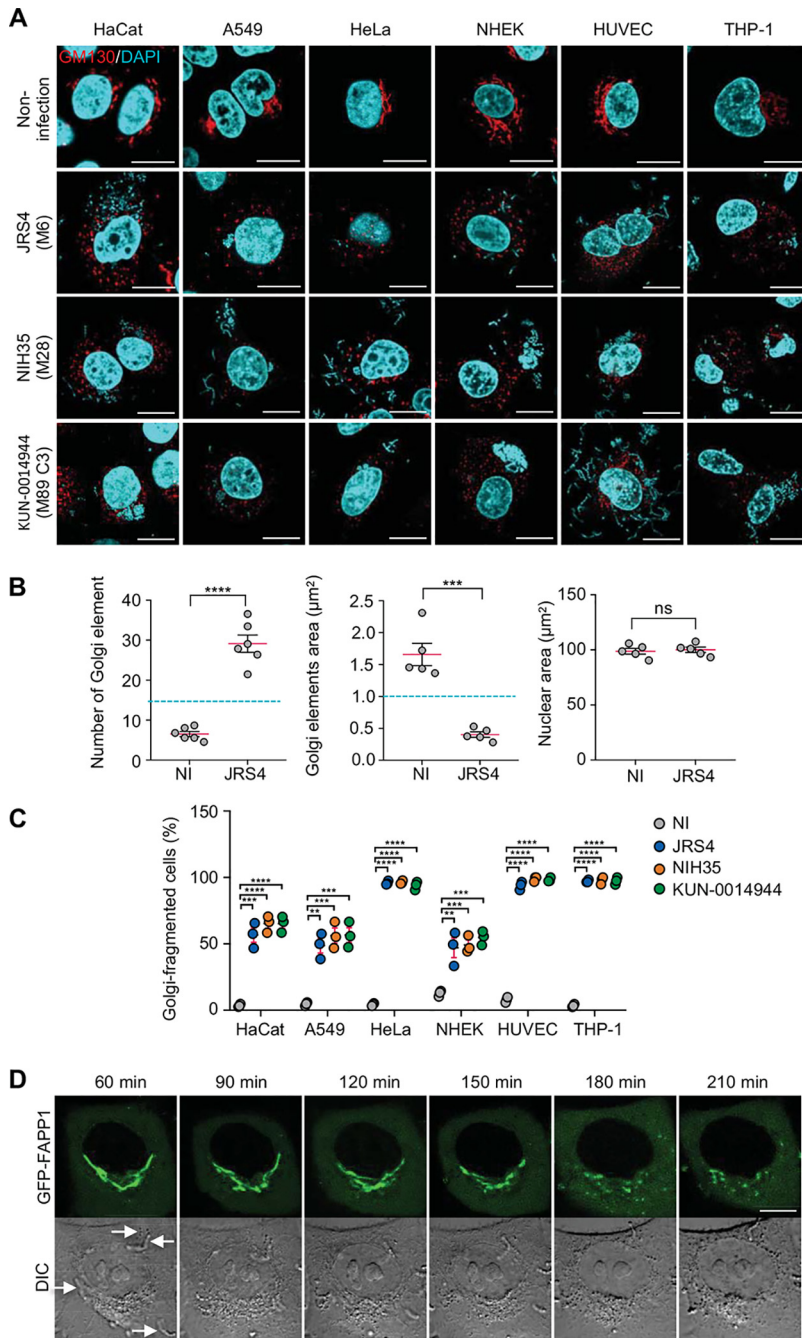 A
HaCat A549 HeLa NHEK HUVEC THP-1
GM130/DAPI
Non-
infection
JRS4
(M6)
NIH35
(M28)
KUN-0014944
(M89 C3)
B
Number of Golgi element
40
30
20
10
0
****
NI JRS4
Golgi elements area (µm²)
2.5
2.0
1.5
1.0
0.5
0.0
***
NI JRS4
Nuclear area (µm²)
150
100
50
0
ns
NI JRS4
C
Golgi-fragmented cells (%)
150
100
50
0
*** **** ****
** *** ***
**** **** ****
** *** ***
**** **** ****
**** **** ****
HaCat A549 HeLa NHEK HUVEC THP-1
NI
JRS4
NIH35
KUN-0014944
D
60 min 90 min 120 min 150 min 180 min 210 min
GFP-FAPP1
DIC